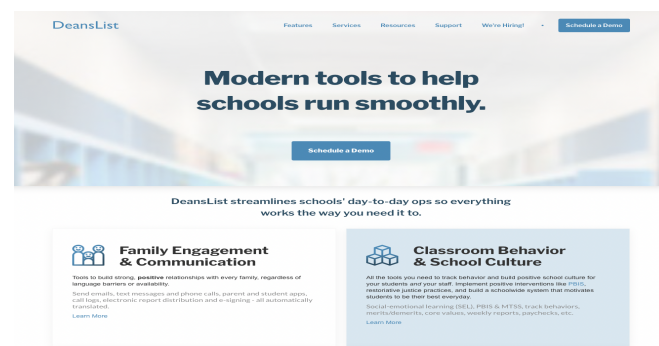 DeansList
Features Services Resources Support We're Hiring! Schedule a Demo
Modern tools to help
schools run smoothly.
Schedule a Demo
DeansList streamlines schools' day-to-day ops so everything
works the way you need it to.
Family Engagement
& Communication
Tools to build strong, positive relationships with every family, regardless of
language barriers or availability.
Send emails, text messages and phone calls, parent and student apps,
call logs, electronic report distribution and e-signing - all automatically
translated.
Learn More
Classroom Behavior
& School Culture
All the tools you need to track behavior and build positive school culture for
your students and your staff. Implement positive interventions like PBIS,
restorative justice practices, and build a schoolwide system that motivates
students to be their best everyday.
Social-emotional learning (SEL), PBIS & MTSS, track behaviors,
merits/demerits, core values, weekly reports, paychecks, etc.
Learn More